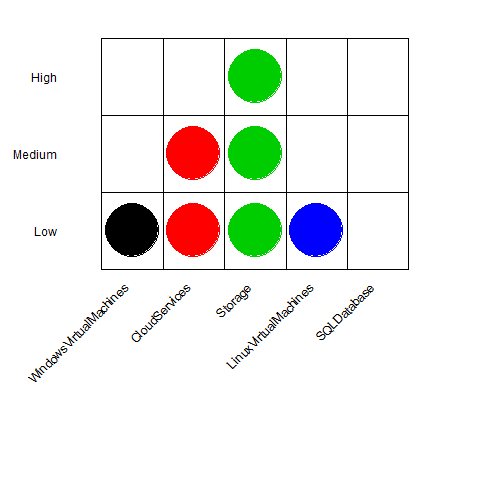 High
Medium
Low
WindowsVirtualMachines
CloudServices
Storage
LinuxVirtualMachines
SQLDatabase